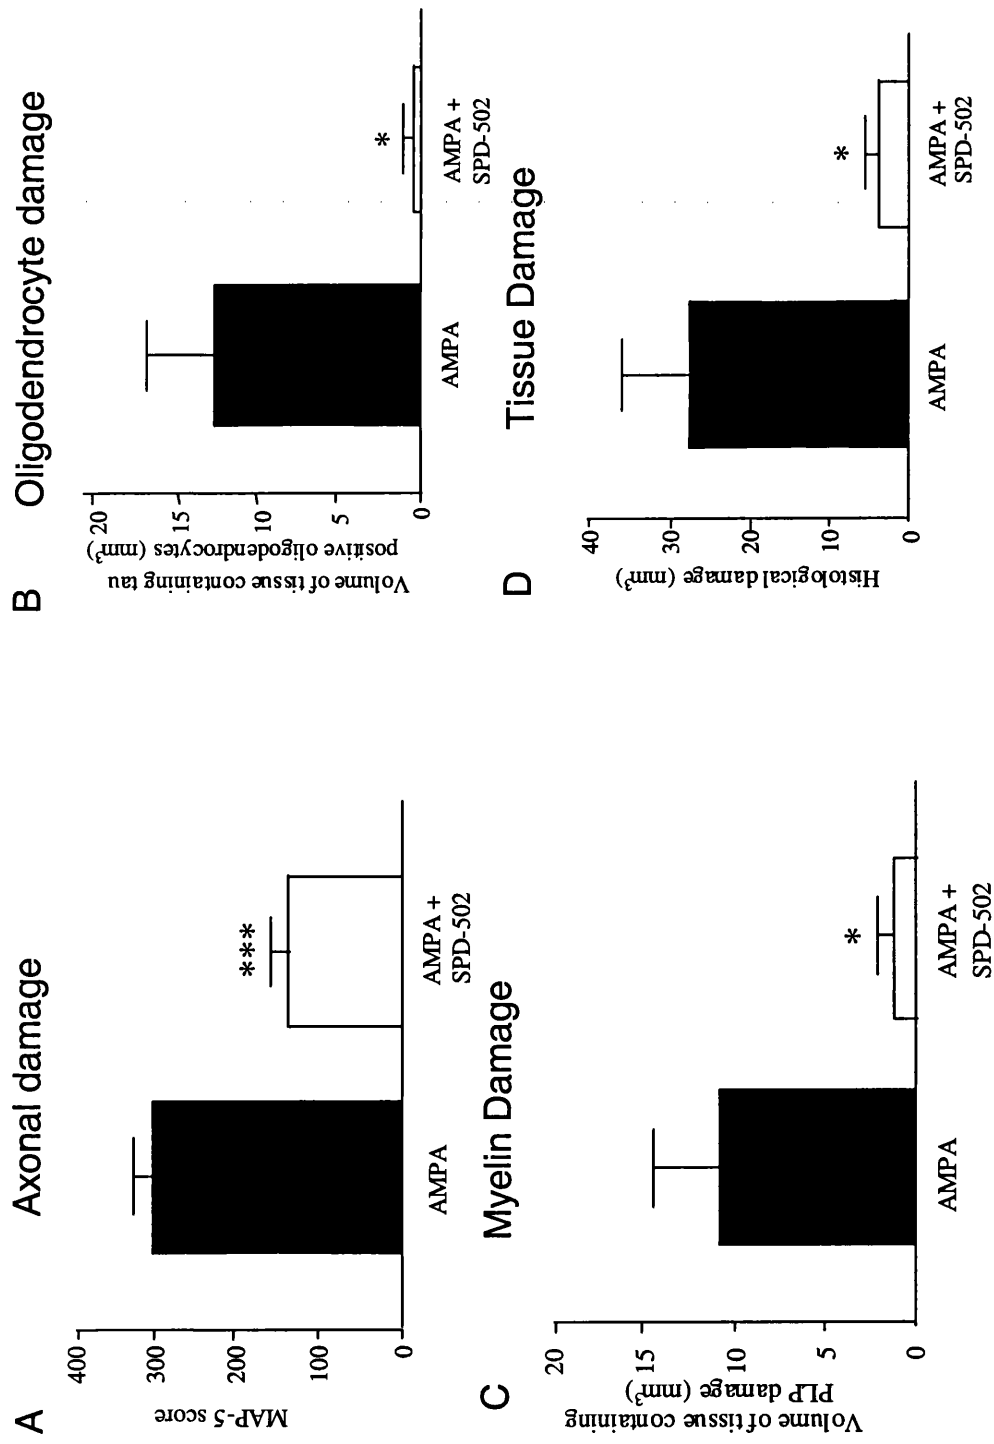 A
Axonal damage
MAP-5 score
400
300
200
100
0
***
AMPA
AMPA +
SPD-502
B
Oligodendrocyte damage
Volume of tissue containing tau
positive oligodendrocytes (mm³)
20
15
10
5
0
*
AMPA
AMPA +
SPD-502
C
Myelin Damage
Volume of tissue containing
PLP damage (mm³)
20
15
10
5
0
*
AMPA
AMPA +
SPD-502
D
Tissue Damage
Histological damage (mm³)
40
30
20
10
0
*
AMPA
AMPA +
SPD-502